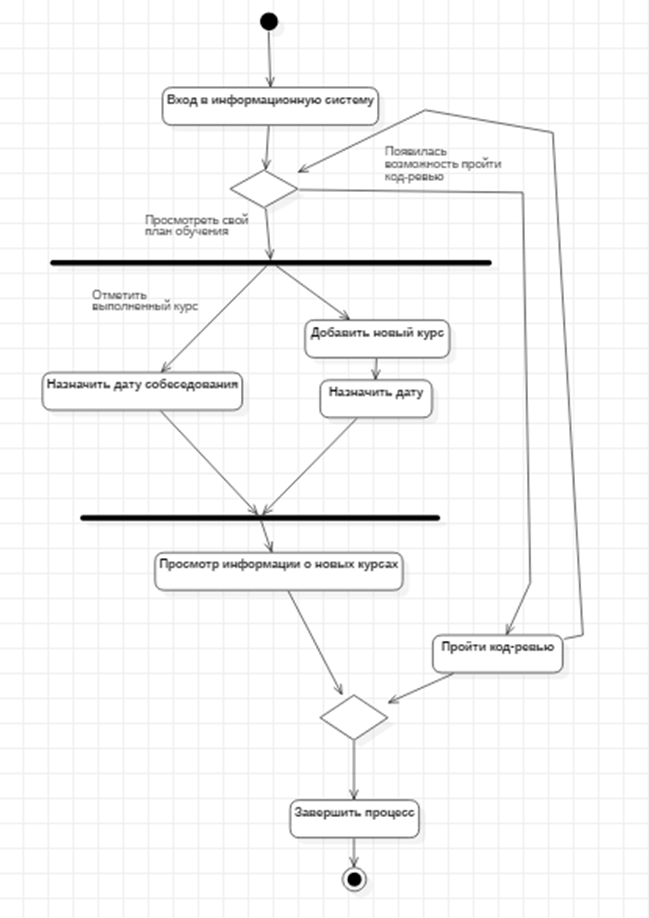 Вход в информационную систему
Появилась
возможность пройти
код-ревью
Просмотреть свой
план обучения
Отметить
выполненный курс
Добавить новый курс
Назначить дату собеседования
Назначить дату
Просмотр информации о новых курсах
Пройти код-ревью
Завершить процесс